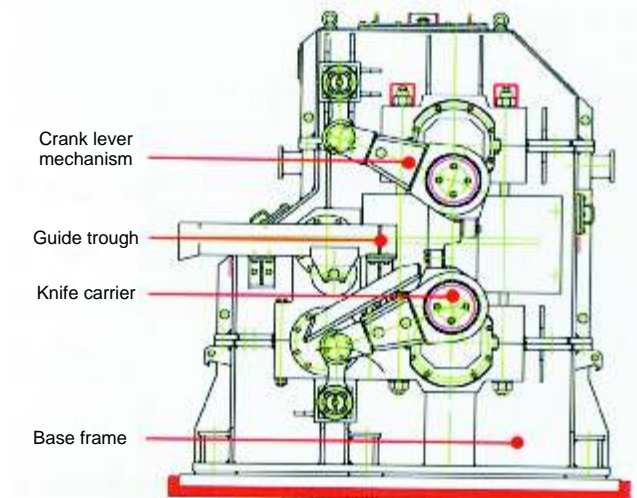 Crank lever
mechanism
Guide trough
Knife carrier
Base frame